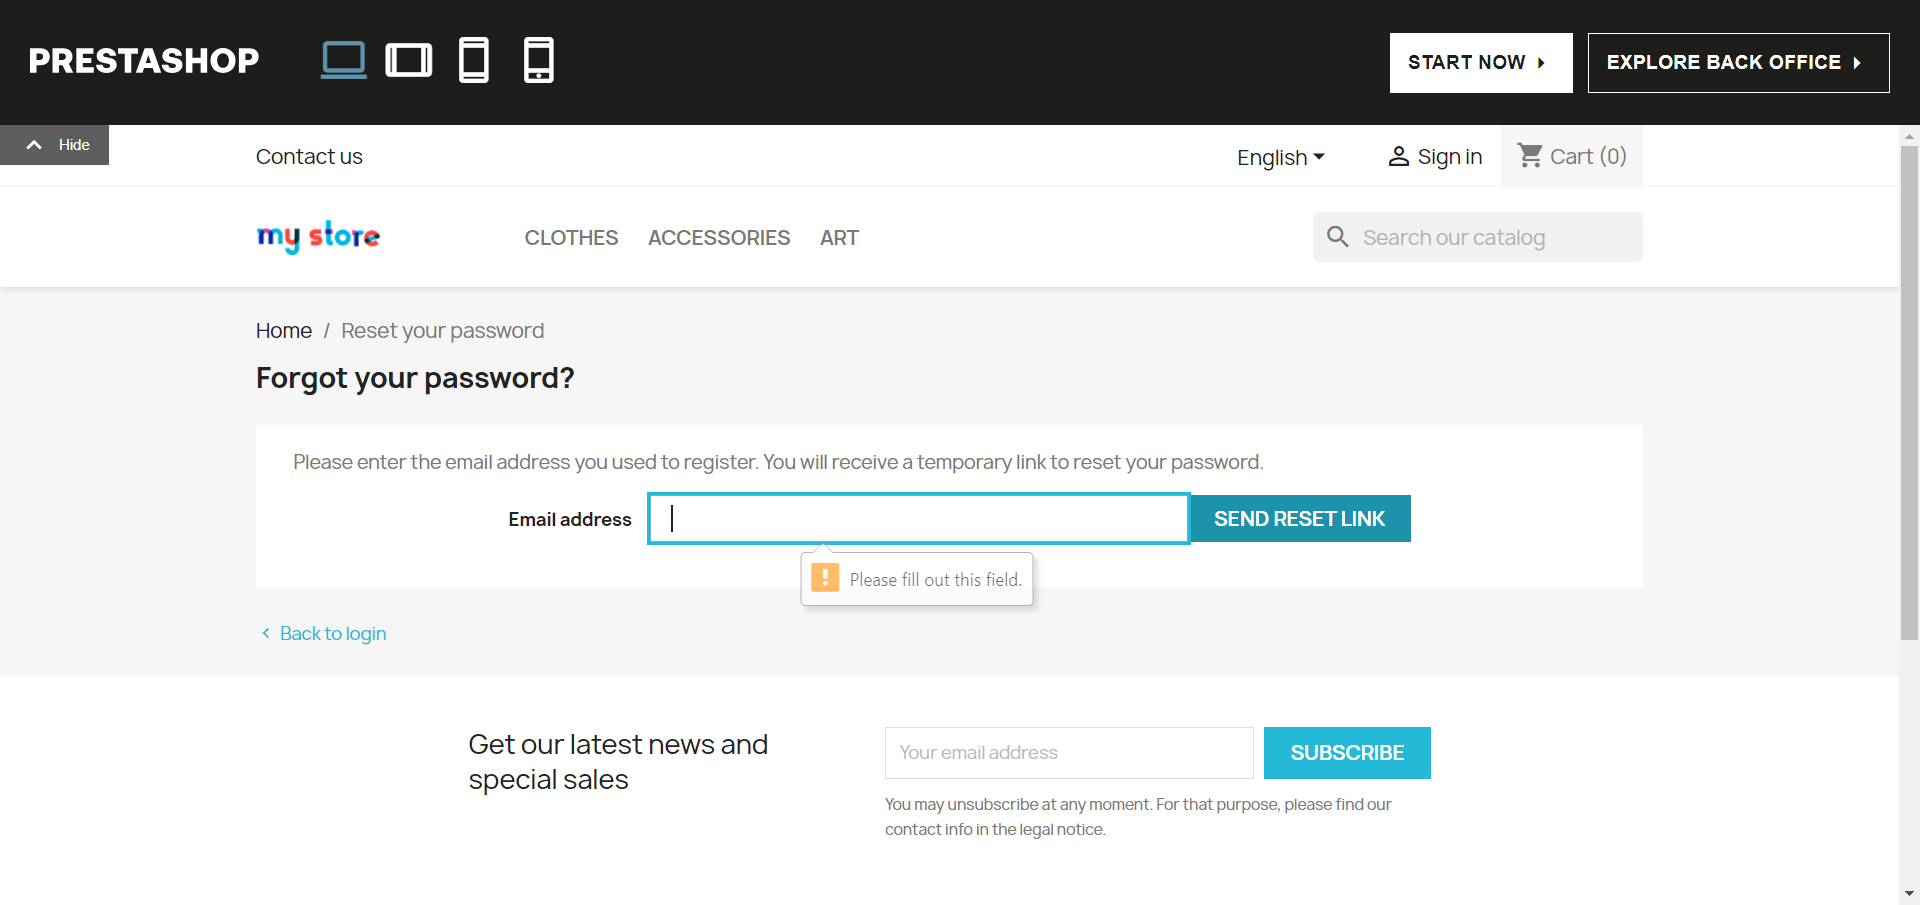 PRESTASHOP
START NOW
EXPLORE BACK OFFICE
Hide
Contact us
English
Sign in
Cart (0)
my store
CLOTHES
ACCESSORIES
ART
Search our catalog
Home / Reset your password
Forgot your password?
Please enter the email address you used to register. You will receive a temporary link to reset your password.
Email address
SEND RESET LINK
Please fill out this field.
Back to login
Get our latest news and
special sales
Your email address
SUBSCRIBE
You may unsubscribe at any moment. For that purpose, please find our
contact info in the legal notice.